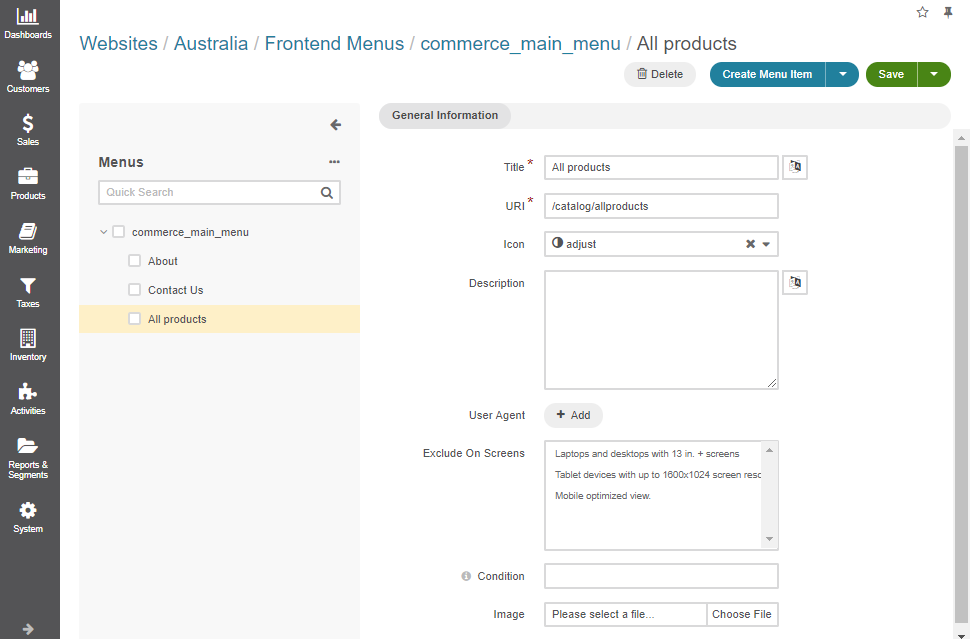 Dashboards
Customers
Sales
Products
Marketing
Taxes
Inventory
Activities
Reports &
Segments
System
Websites / Australia / Frontend Menus / commerce_main_menu / All products
Delete
Create Menu Item
Save
Menus
Quick Search
commerce_main_menu
About
Contact Us
All products
General Information
Title *
All products
URI *
/catalog/allproducts
Icon
adjust
Description
User Agent
+ Add
Exclude On Screens
Laptops and desktops with 13 in. + screens
Tablet devices with up to 1600x1024 screen
Mobile optimized view.
Condition
Image
Please select a file...
Choose File